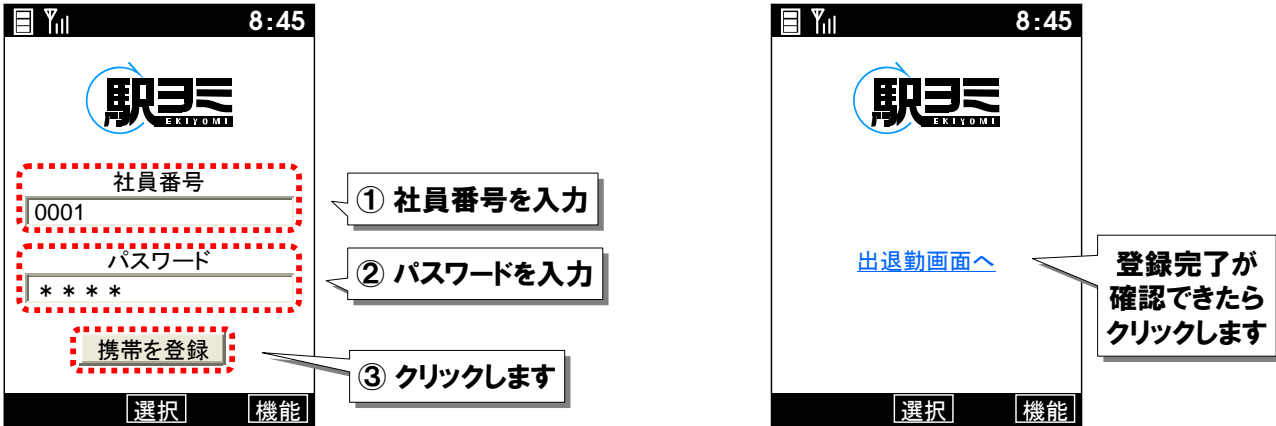 8:45
駅ヨミ
EKIYOMI
社員番号
0001
① 社員番号を入力
パスワード
＊＊＊＊
② パスワードを入力
携帯を登録
③ クリックします
選択 機能
8:45
駅ヨミ
EKIYOMI
出退勤画面へ
登録完了が
確認できたら
クリックします
選択 機能